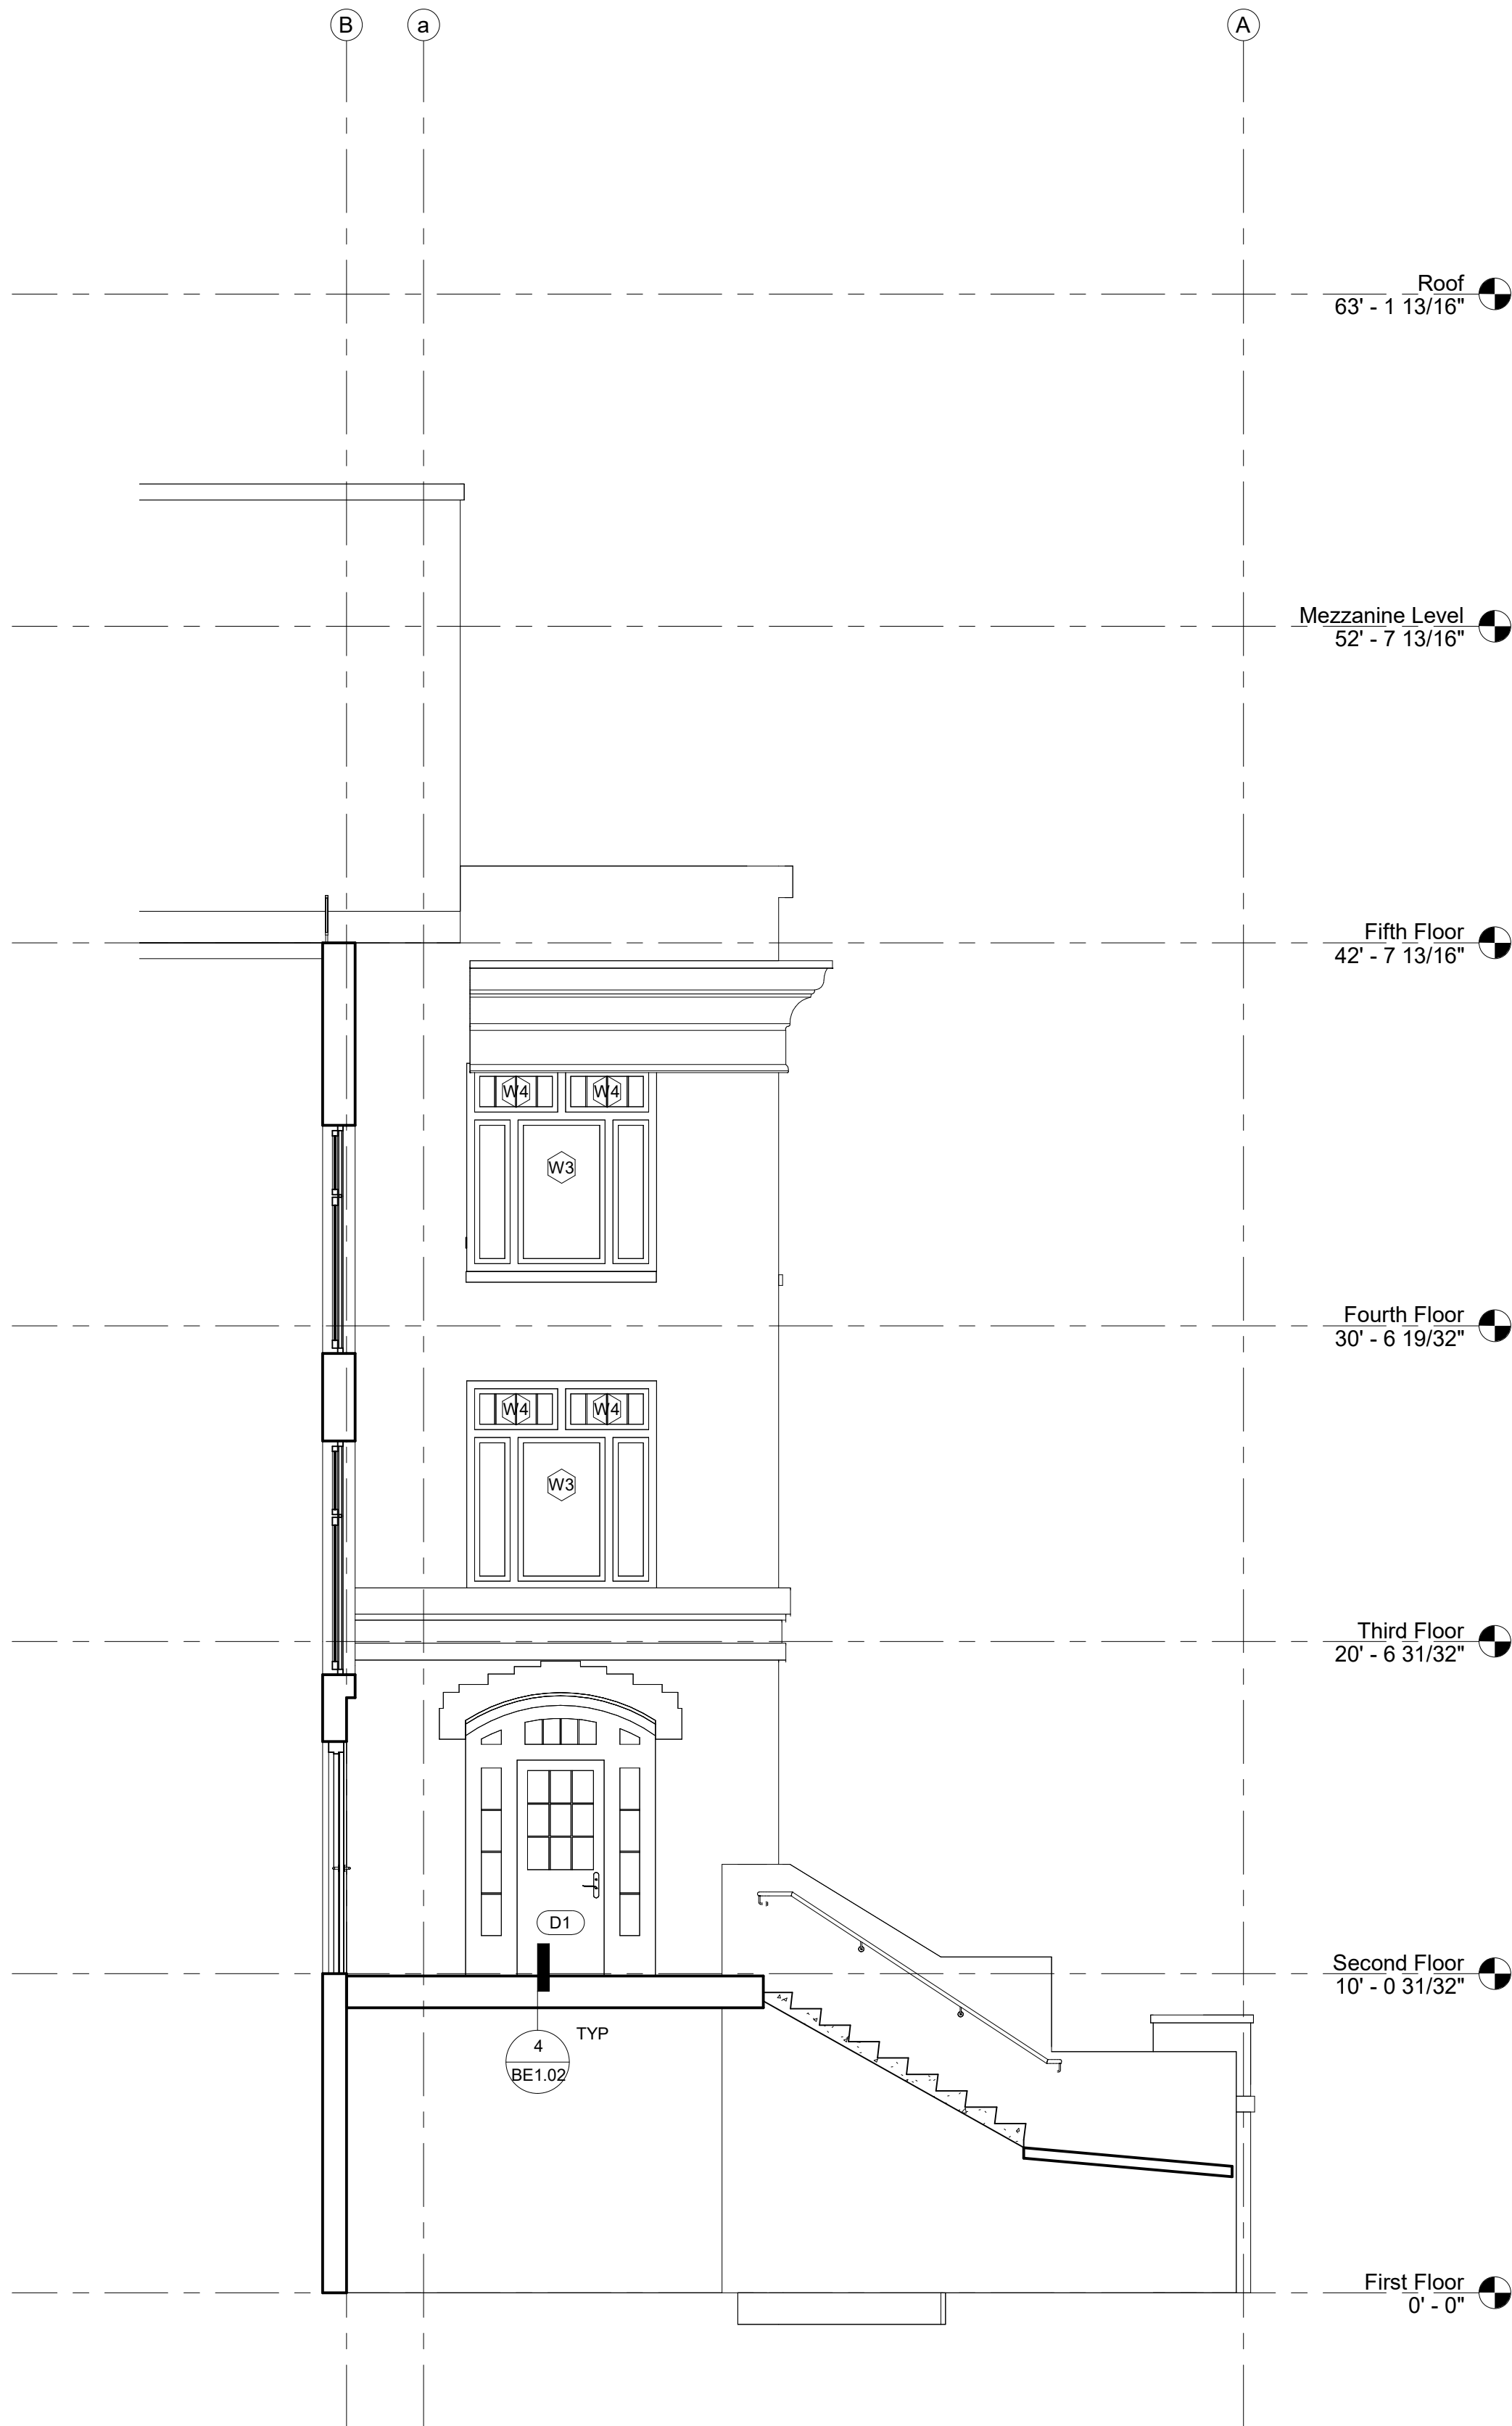 B
a
A
Roof
63' - 1 13/16"
Mezzanine Level
52' - 7 13/16"
Fifth Floor
42' - 7 13/16"
W4
W4
W3
Fourth Floor
30' - 6 19/32"
W4
W4
W3
Third Floor
20' - 6 31/32"
D1
Second Floor
10' - 0 31/32"
TYP
4
BE1.02
First Floor
0' - 0"